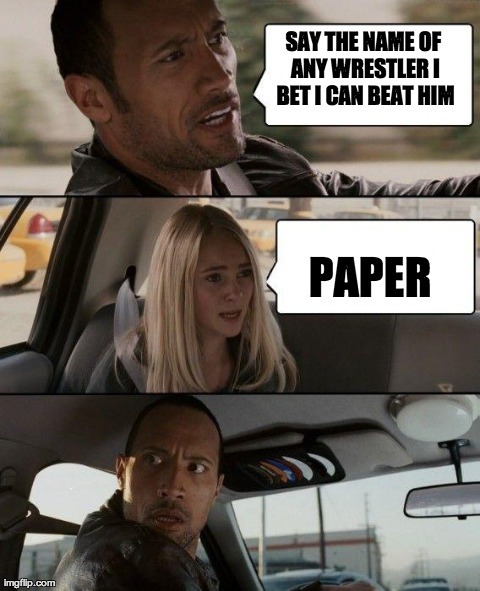 SAY THE NAME OF
ANY WRESTLER I
BET I CAN BEAT HIM
PAPER
imgflip.com